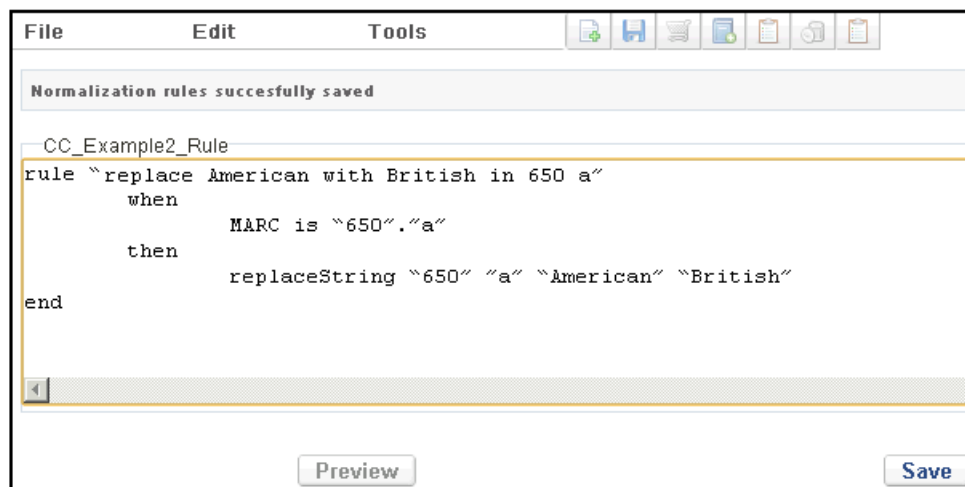 File Edit Tools
Normalization rules succesfully saved
CC_Example2_Rule
rule “replace American with British in 650 a”
when
MARC is “650”.”a”
then
replaceString “650” ”a” “American” “British”
end
Preview Save